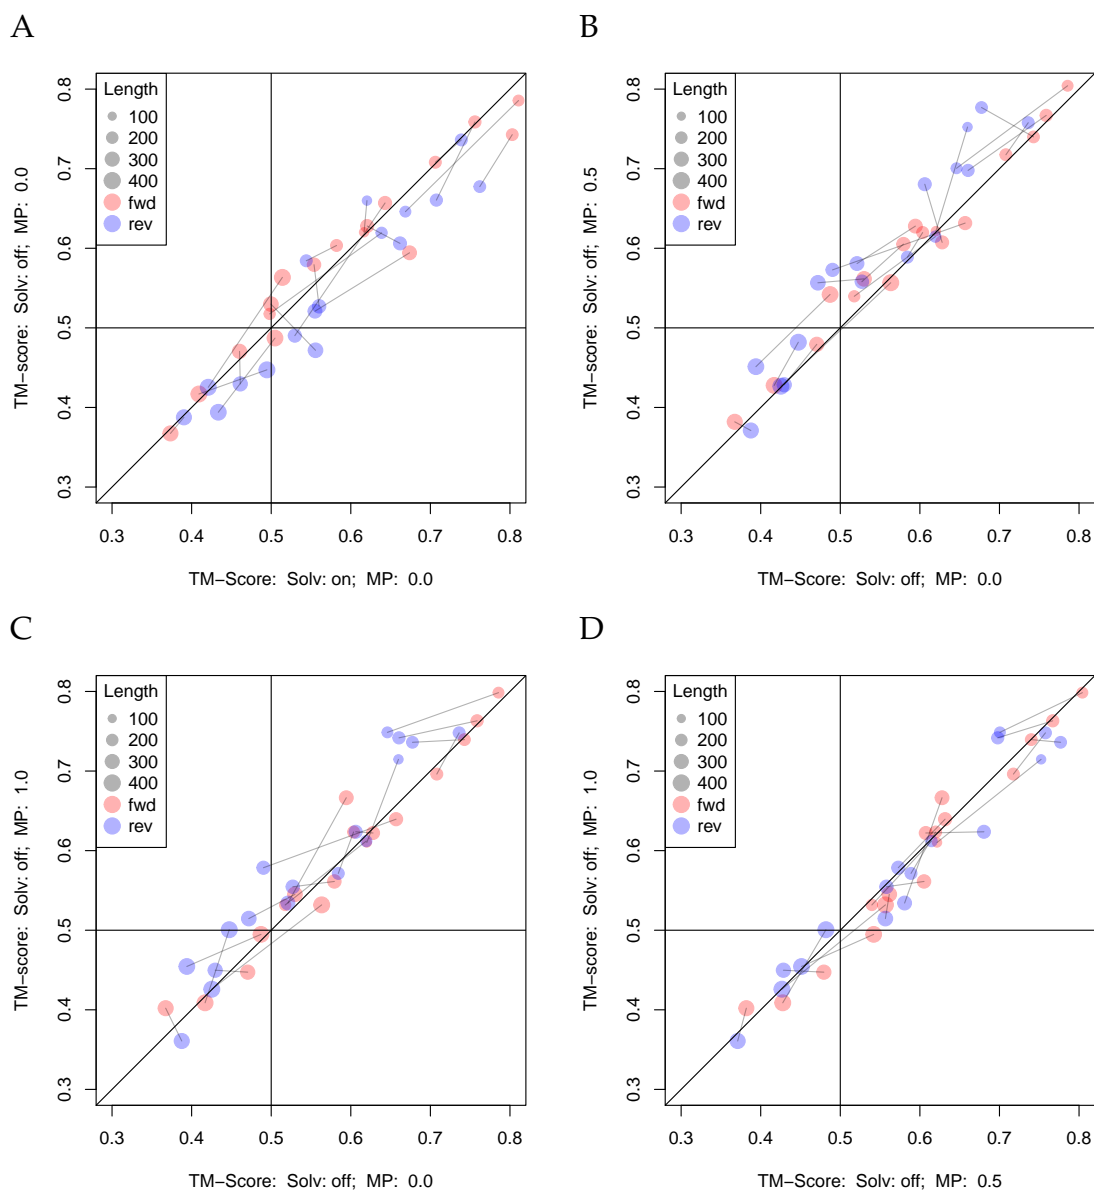 A
B
Length
100
200
300
400
fwd
rev
0.3
0.4
0.5
0.6
0.7
0.8
TM−score: Solv: off; MP: 0.0
0.3 0.4 0.5 0.6 0.7 0.8
TM−Score: Solv: on; MP: 0.0
Length
100
200
300
400
fwd
rev
0.3
0.4
0.5
0.6
0.7
0.8
TM−score: Solv: off; MP: 0.5
0.3 0.4 0.5 0.6 0.7 0.8
TM−Score: Solv: off; MP: 0.0
C
D
Length
100
200
300
400
fwd
rev
0.3
0.4
0.5
0.6
0.7
0.8
TM−score: Solv: off; MP: 1.0
0.3 0.4 0.5 0.6 0.7 0.8
TM−Score: Solv: off; MP: 0.0
Length
100
200
300
400
fwd
rev
0.3
0.4
0.5
0.6
0.7
0.8
TM−score: Solv: off; MP: 1.0
0.3 0.4 0.5 0.6 0.7 0.8
TM−Score: Solv: off; MP: 0.5